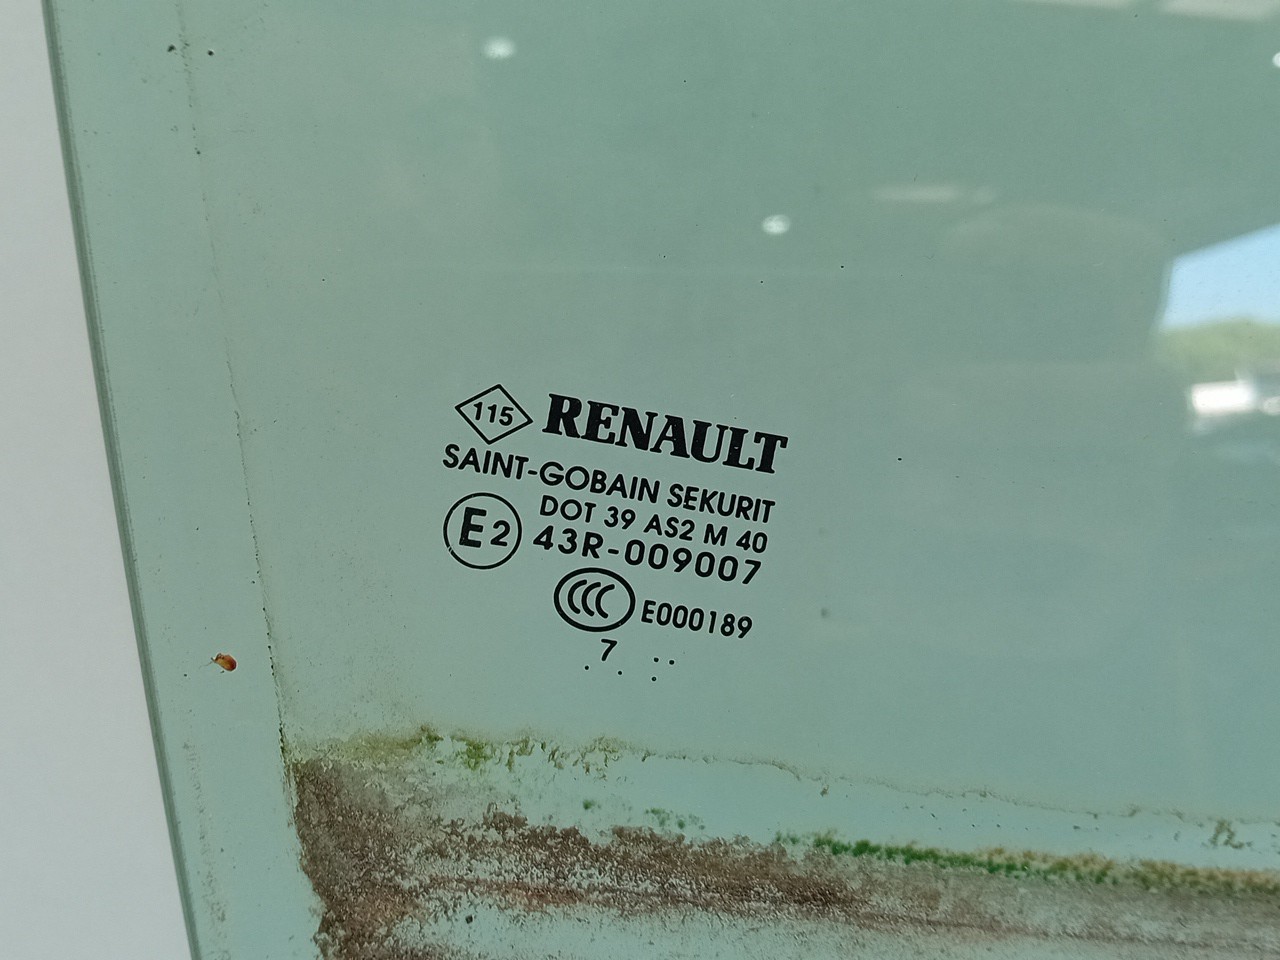 115 RENAULT
SAINT-GOBAIN SEKURIT
DOT 39 AS2 M 40
E2 43R-009007
CCC E000189
7
. . . : .